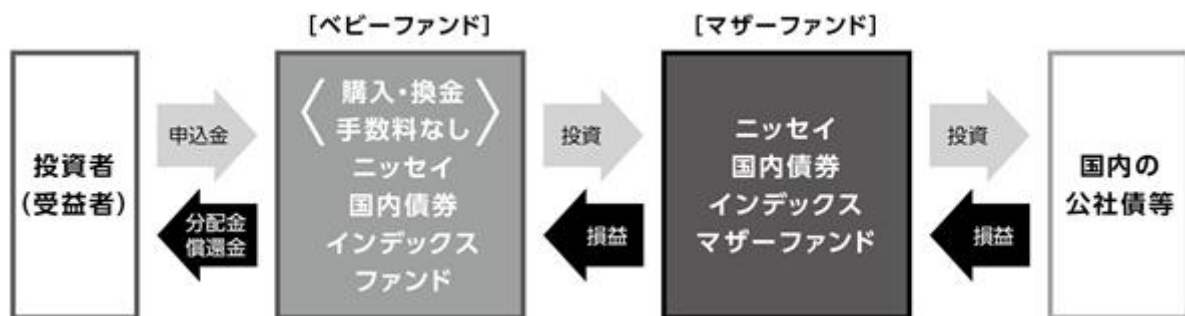 [ベビーファンド]
[マザーファンド]
投資者
(受益者)
申込金
分配金
償還金
〈購入・換金
手数料なし〉
ニッセイ
国内債券
インデックス
ファンド
投資
損益
ニッセイ
国内債券
インデックス
マザーファンド
投資
損益
国内の
公社債等